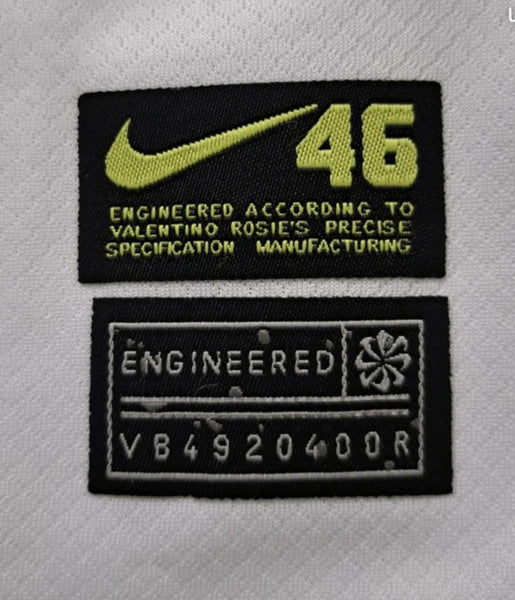 46
ENGINEERED ACCORDING TO
VALENTINO ROSIE'S PRECISE
SPECIFICATION MANUFACTURING
ENGINEERED
VB4920400R